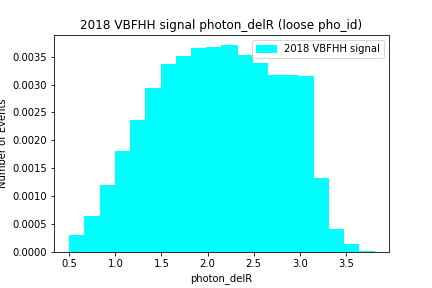 2018 VBFHH signal photon_delR (loose pho_id)
2018 VBFHH signal
Number of Events
0.0035
0.0030
0.0025
0.0020
0.0015
0.0010
0.0005
0.0000
0.5 1.0 1.5 2.0 2.5 3.0 3.5
photon_delR